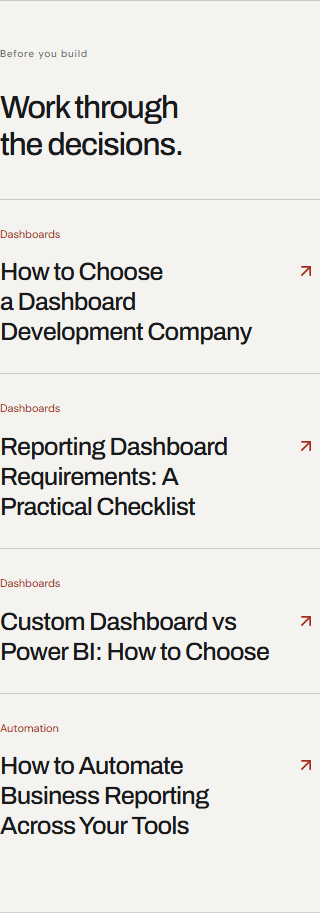 Before you build
Work through
the decisions.
Dashboards
How to Choose
a Dashboard
Development Company
Dashboards
Reporting Dashboard
Requirements: A
Practical Checklist
Dashboards
Custom Dashboard vs
Power BI: How to Choose
Automation
How to Automate
Business Reporting
Across Your Tools